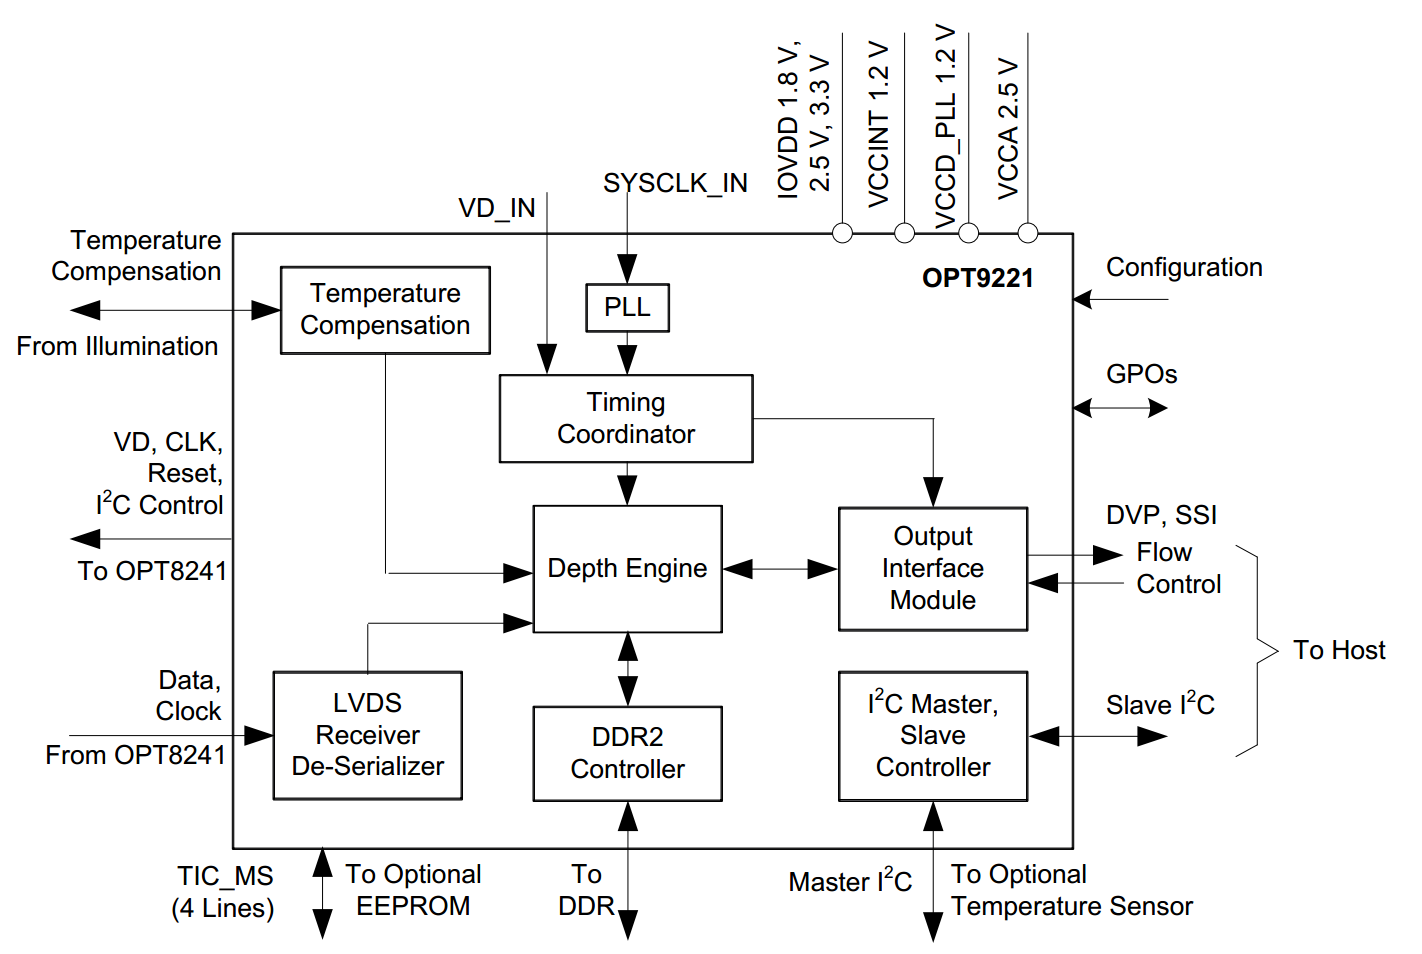 IOVDD 1.8 V,
2.5 V, 3.3 V
VCCINT 1.2 V
VCCD_PLL 1.2 V
VCCA 2.5 V
SYSCLK_IN
VD_IN
Temperature
Compensation
From Illumination
Temperature
Compensation
PLL
OPT9221
Configuration
GPOs
Timing
Coordinator
VD, CLK,
Reset,
I²C Control
To OPT8241
Depth Engine
Output
Interface
Module
DVP, SSI
Flow
Control
To Host
Data,
Clock
From OPT8241
LVDS
Receiver
De-Serializer
DDR2
Controller
I²C Master,
Slave
Controller
Slave I²C
TIC_MS
(4 Lines)
To Optional
EEPROM
To
DDR
Master I²C
To Optional
Temperature Sensor